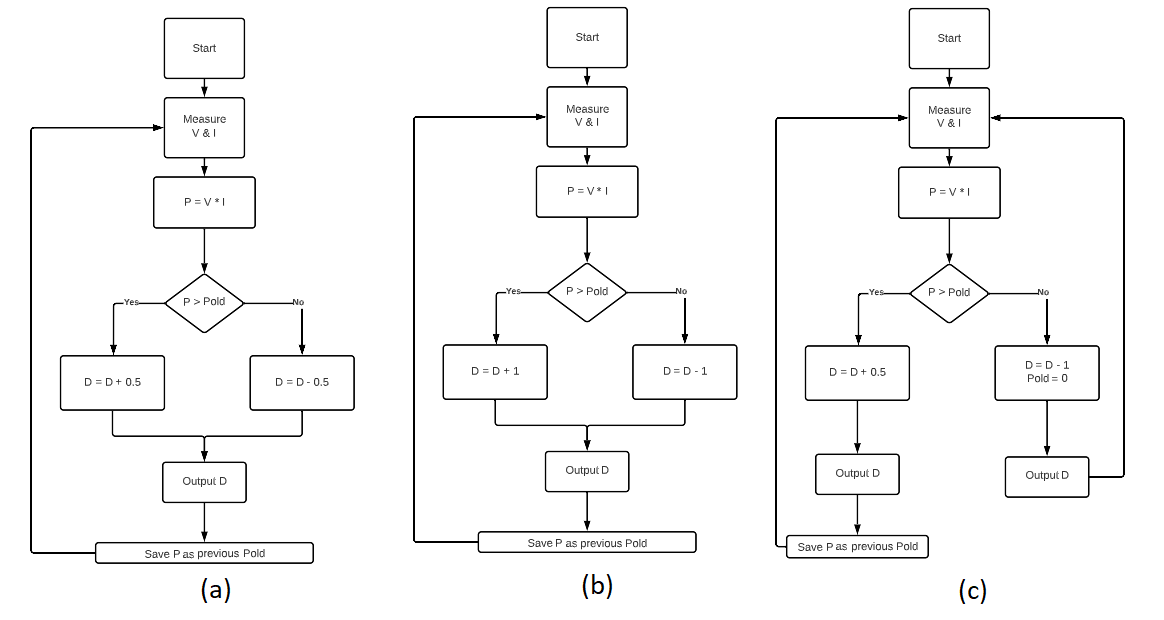 Start
Measure
V & I
P = V * I
P > Pold
Yes
No
D = D + 0.5
D = D - 0.5
Output D
Save P as previous Pold
(a)
Start
Measure
V & I
P = V * I
P > Pold
Yes
No
D = D + 1
D = D - 1
Output D
Save P as previous Pold
(b)
Start
Measure
V & I
P = V * I
P > Pold
Yes
No
D = D + 0.5
D = D - 1
Pold = 0
Output D
Output D
Save P as previous Pold
(c)